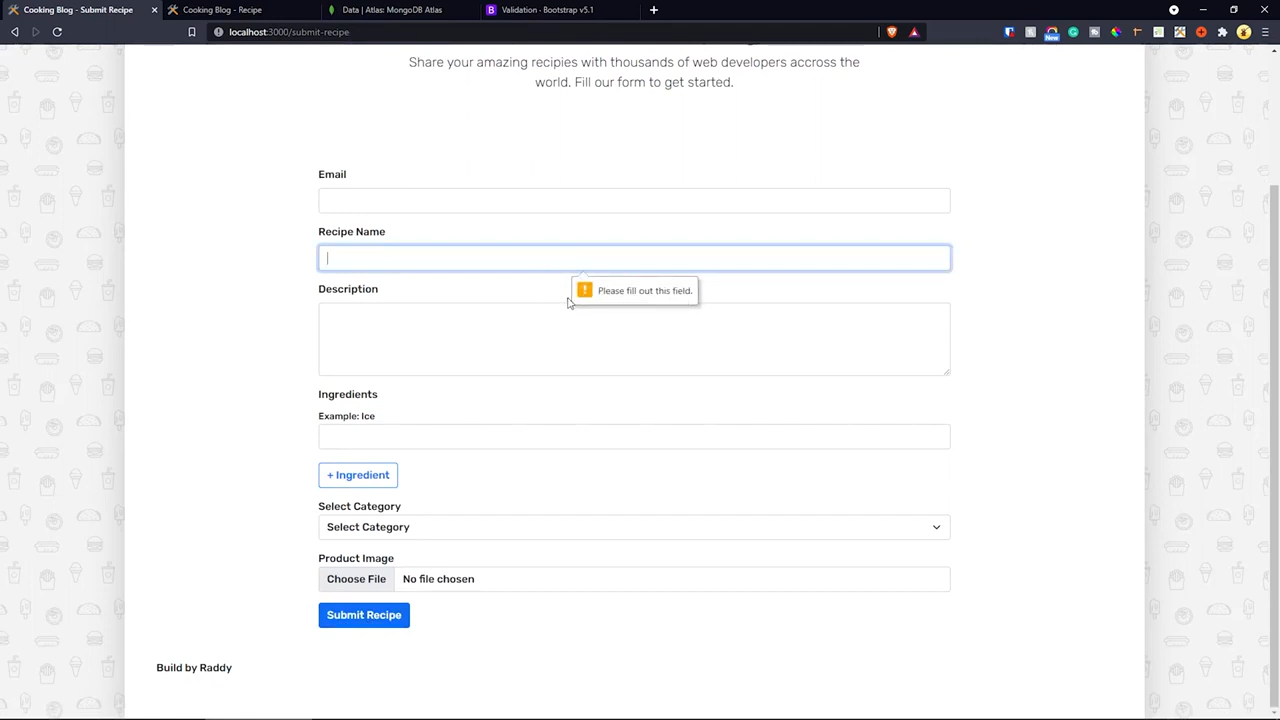 Cooking Blog - Submit Recipe
Cooking Blog - Recipe
Data | Atlas: MongoDB Atlas
B
Validation · Bootstrap v5.1
localhost:3000/submit-recipe
New
Share your amazing recipies with thousands of web developers accross the
world. Fill our form to get started.
Email
Recipe Name
Please fill out this field.
Description
Ingredients
Example: Ice
+ Ingredient
Select Category
Select Category
Product Image
Choose File No file chosen
Submit Recipe
Build by Raddy